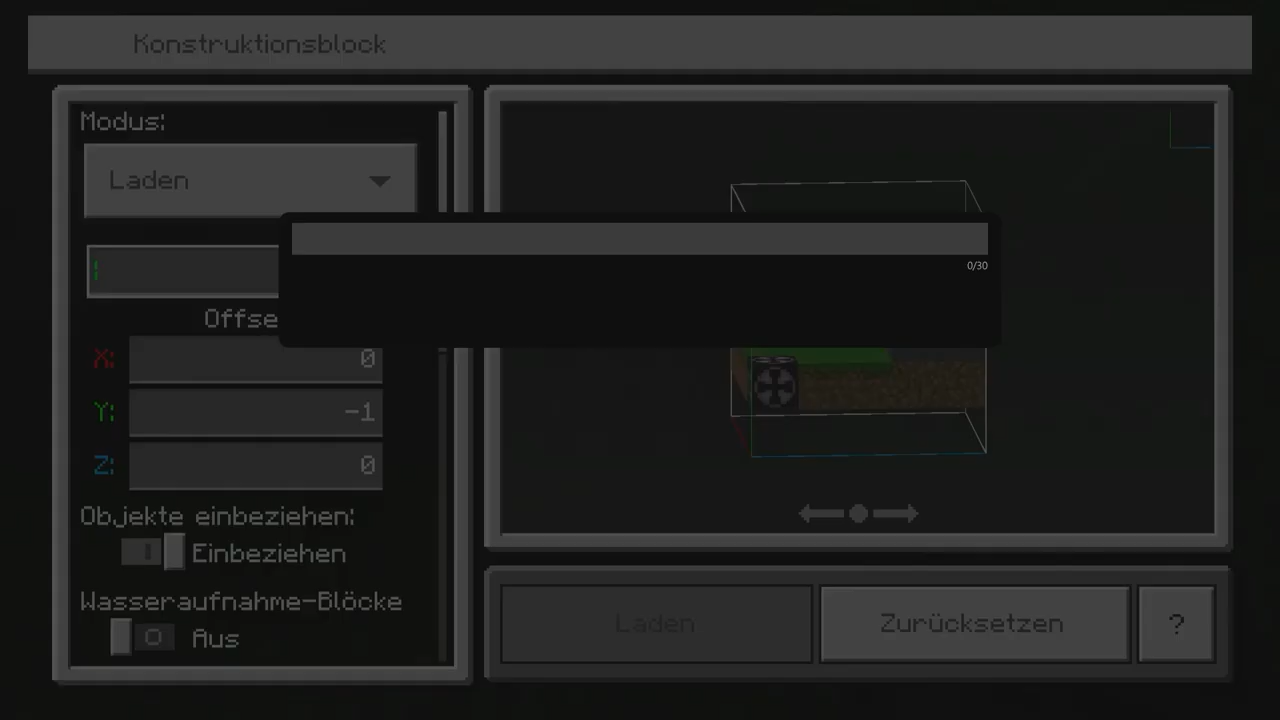 Konstruktionsblock
Modus:
Laden
0/30
Offse
X: 0
Y: -1
Z: 0
Objekte einbeziehen:
Einbeziehen
Wasseraufnahme-Blöcke
Aus
Laden
Zurücksetzen
?